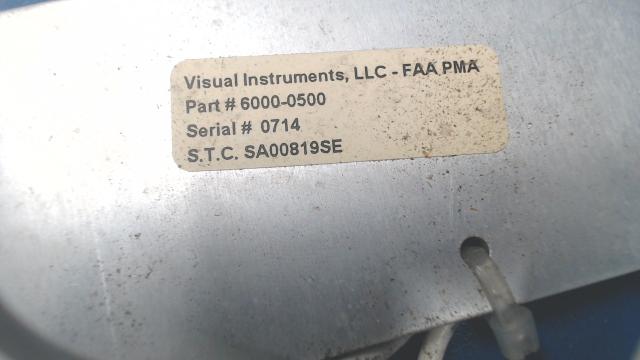 Visual Instruments, LLC - FAA PMA
Part # 6000-0500
Serial # 0714
S.T.C. SA00819SE